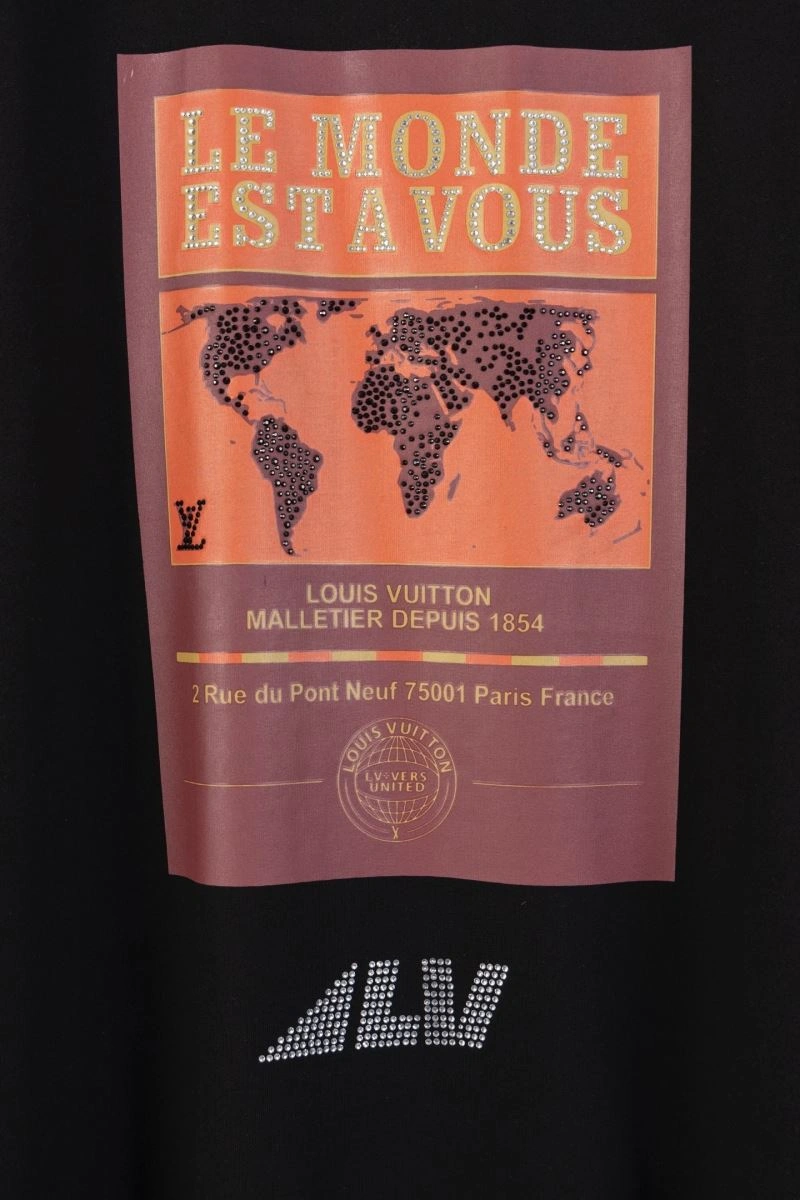 LE MONDE
EST A VOUS
LV
LOUIS VUITTON
MALLETIER DEPUIS 1854
2 Rue du Pont Neuf 75001 Paris France
LOUIS VUITTON
LV÷VERS
UNITED
LV